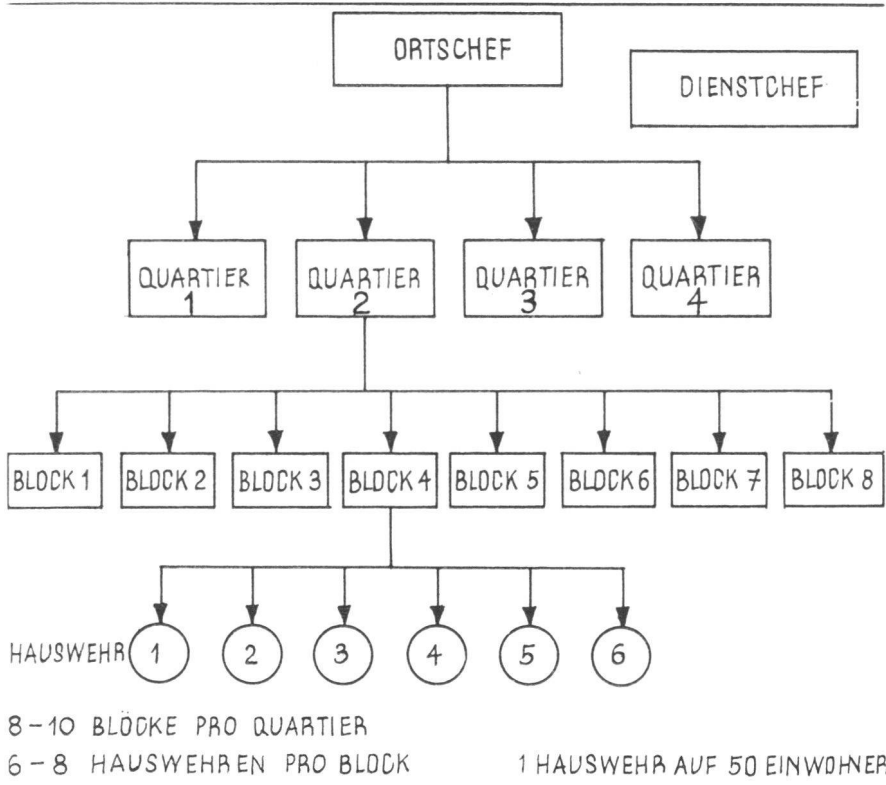 ORTSCHEF
DIENSTCHEF
QUARTIER 1
QUARTIER 2
QUARTIER 3
QUARTIER 4
BLOCK 1
BLOCK 2
BLOCK 3
BLOCK 4
BLOCK 5
BLOCK 6
BLOCK 7
BLOCK 8
HAUSWEHR 1 2 3 4 5 6
8-10 BLÖCKE PRO QUARTIER
6-8 HAUSWEHREN PRO BLOCK
1 HAUSWEHR AUF 50 EINWOHNER